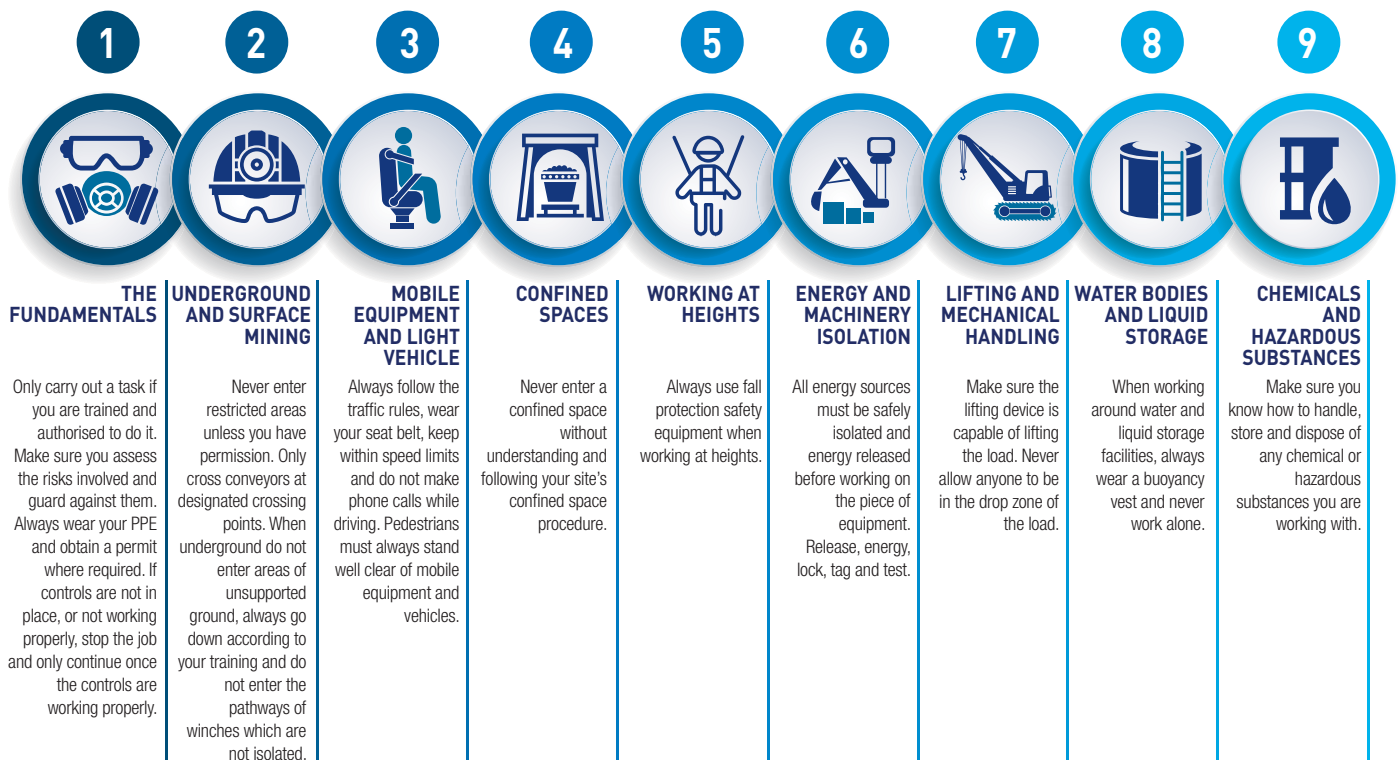 1
2
3
4
5
6
7
8
9
THE
FUNDAMENTALS
Only carry out a task if
you are trained and
authorised to do it.
Make sure you assess
the risks involved and
guard against them.
Always wear your PPE
and obtain a permit
where required. If
controls are not in
place, or not working
properly, stop the job
and only continue once
the controls are
working properly.
UNDERGROUND
AND SURFACE
MINING
Never enter
restricted areas
unless you have
permission. Only
cross conveyors at
designated crossing
points. When
underground do not
enter areas of
unsupported
ground, always go
down according to
your training and do
not enter the
pathways of
winches which are
not isolated.
MOBILE
EQUIPMENT
AND LIGHT
VEHICLE
Always follow the
traffic rules, wear
your seat belt, keep
within speed limits
and do not make
phone calls while
driving. Pedestrians
must always stand
well clear of mobile
equipment and
vehicles.
CONFINED
SPACES
Never enter a
confined space
without
understanding and
following your site’s
confined space
procedure.
WORKING AT
HEIGHTS
Always use fall
protection safety
equipment when
working at heights.
ENERGY AND
MACHINERY
ISOLATION
All energy sources
must be safely
isolated and
energy released
before working on
the piece of
equipment.
Release, energy,
lock, tag and test.
LIFTING AND
MECHANICAL
HANDLING
Make sure the
lifting device is
capable of lifting
the load. Never
allow anyone to be
in the drop zone of
the load.
WATER BODIES
AND LIQUID
STORAGE
When working
around water and
liquid storage
facilities, always
wear a buoyancy
vest and never
work alone.
CHEMICALS
AND
HAZARDOUS
SUBSTANCES
Make sure you
know how to handle,
store and dispose of
any chemical or
hazardous
substances you are
working with.